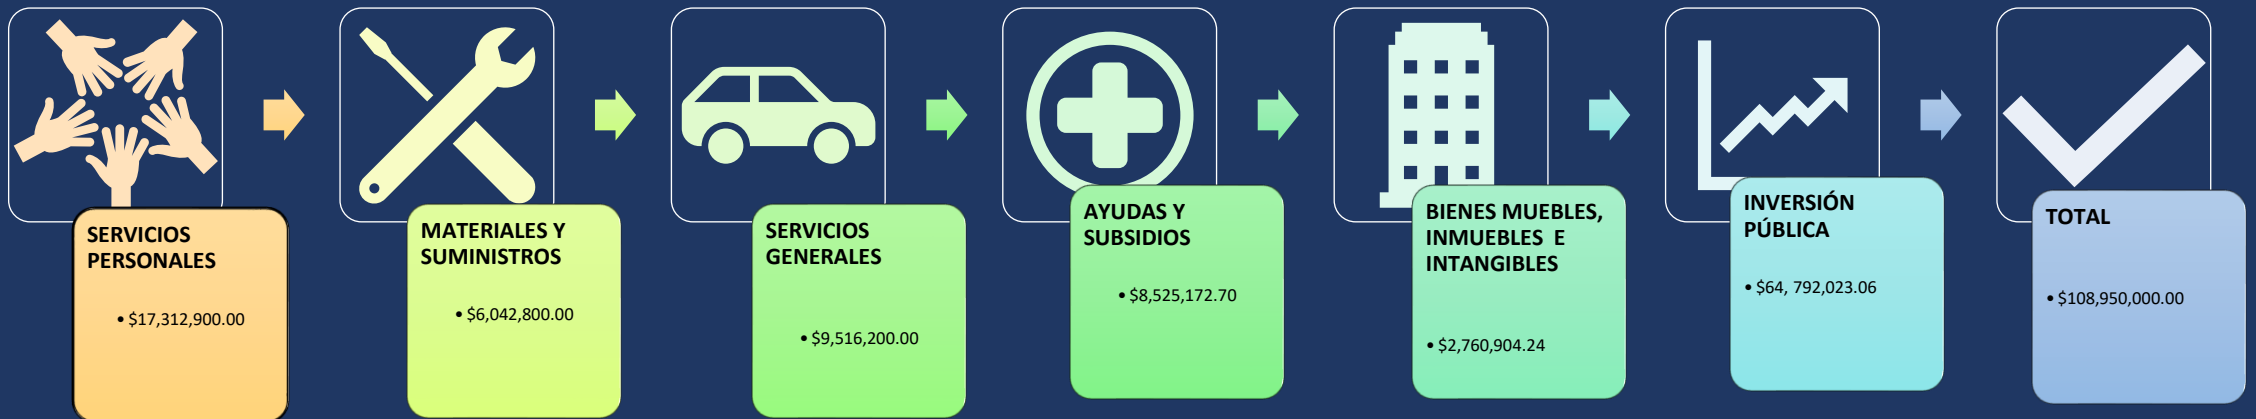 SERVICIOS
PERSONALES
• $17,312,900.00
MATERIALES Y
SUMINISTROS
• $6,042,800.00
SERVICIOS
GENERALES
• $9,516,200.00
AYUDAS Y
SUBSIDIOS
• $8,525,172.70
BIENES MUEBLES,
INMUEBLES E
INTANGIBLES
• $2,760,904.24
INVERSIÓN
PÚBLICA
• $64, 792,023.06
TOTAL
• $108,950,000.00